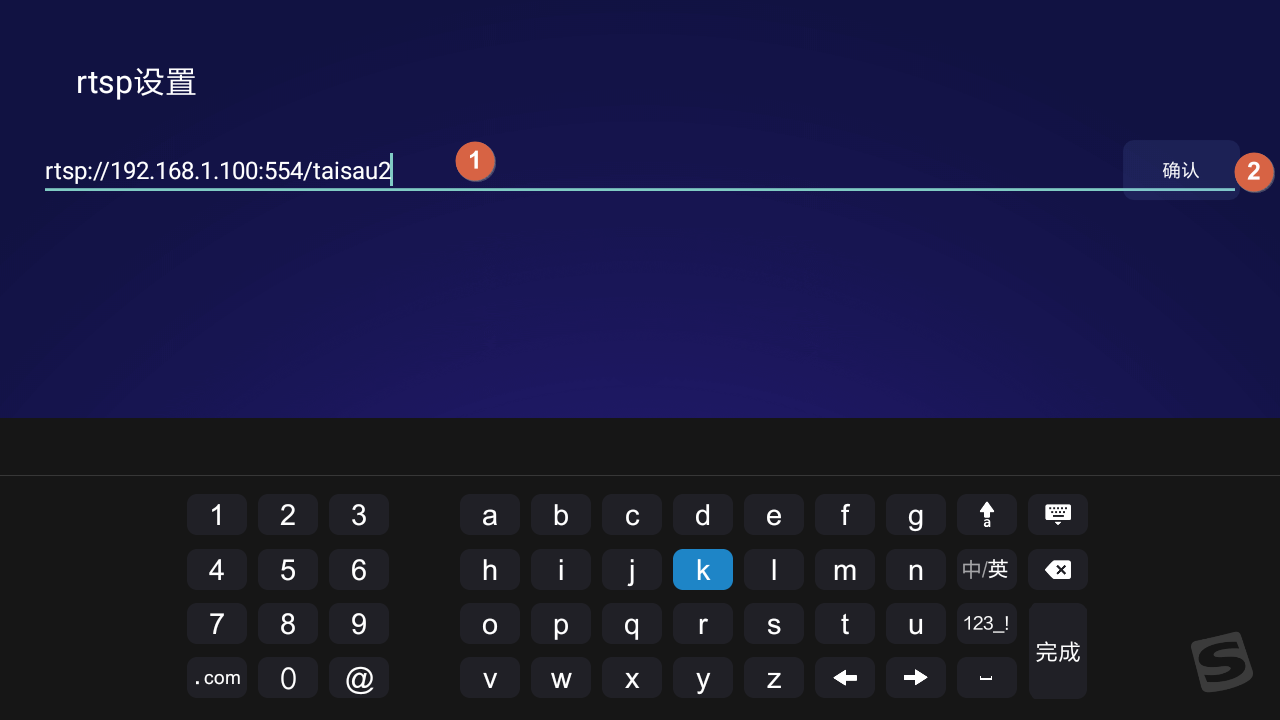 rtsp设置
rtsp://192.168.1.100:554/taisau2
1
确认
2
1 2 3 a b c d e f g a
4 5 6 h i j k l m n 中/英
7 8 9 o p q r s t u 123_!
完成
.com 0 @ v w x y z
S